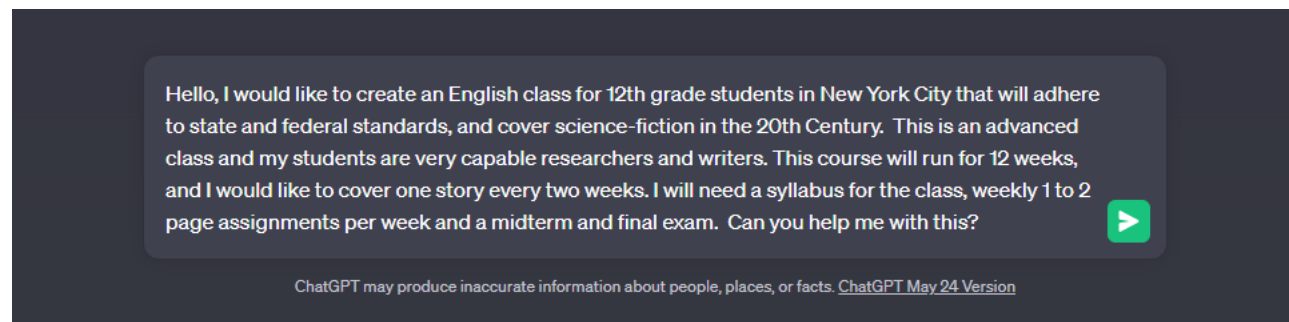 Hello, I would like to create an English class for 12th grade students in New York City that will adhere
to state and federal standards, and cover science-fiction in the 20th Century.  This is an advanced
class and my students are very capable researchers and writers. This course will run for 12 weeks,
and I would like to cover one story every two weeks. I will need a syllabus for the class, weekly 1 to 2
page assignments per week and a midterm and final exam.  Can you help me with this?
ChatGPT may produce inaccurate information about people, places, or facts. ChatGPT May 24 Version